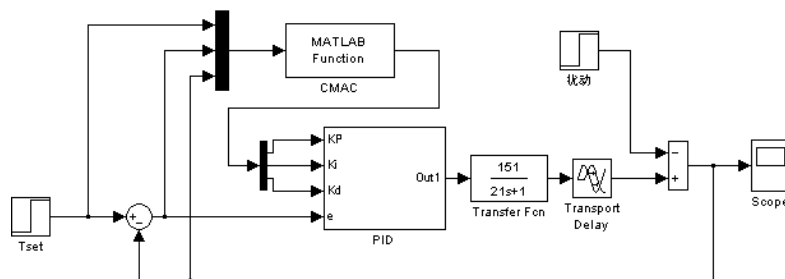 MATLAB
Function
CMAC
扰动
KP
Ki
Kd
e
Out1
PID
151
21s+1
Transfer Fcn
Transport
Delay
Scope
Tset